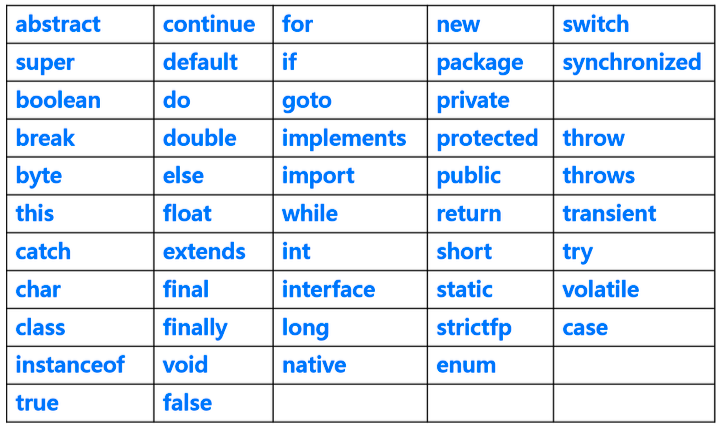 abstract continue for new switch
super default if package synchronized
boolean do goto private
break double implements protected throw
byte else import public throws
this float while return transient
catch extends int short try
char final interface static volatile
class finally long strictfp case
instanceof void native enum
true false